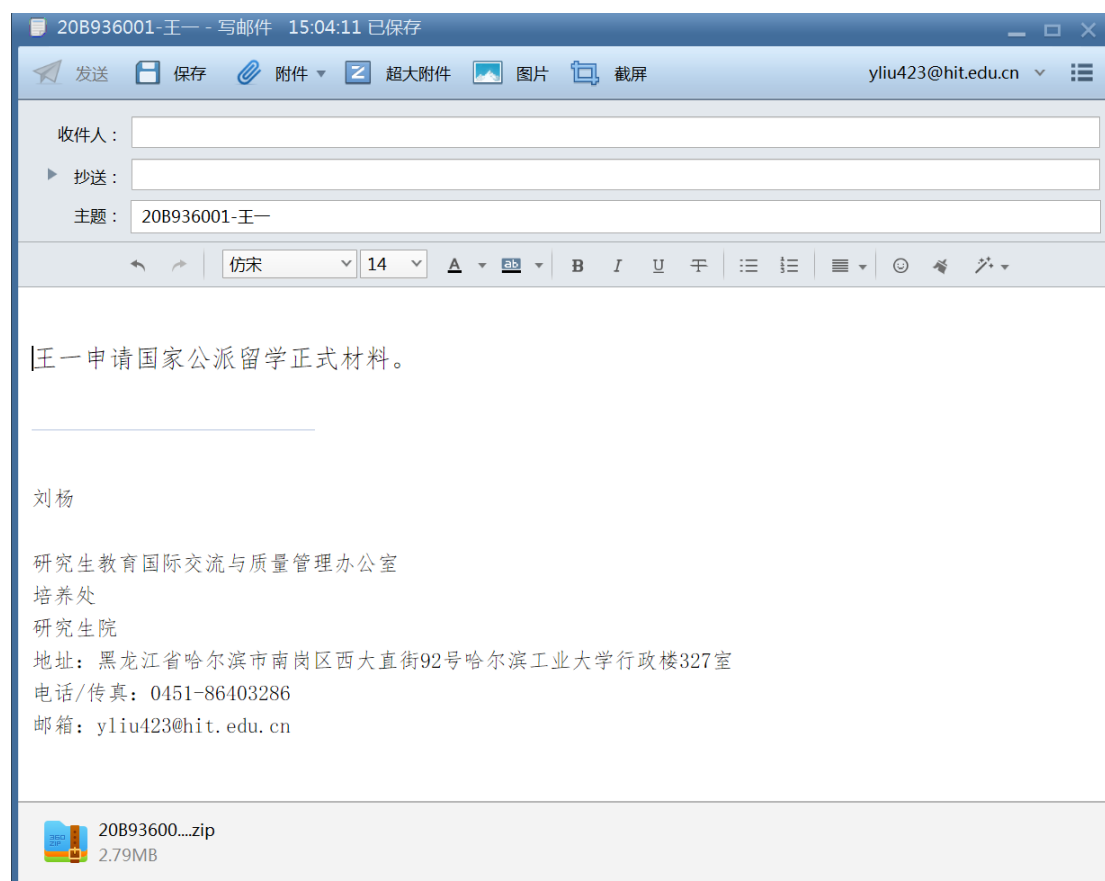 20B936001-王一 - 写邮件 15:04:11 已保存
发送 保存 附件 超大附件 图片 截屏 yliu423@hit.edu.cn
收件人：
抄送：
主题： 20B936001-王一
仿宋 14 A ab B I U
王一申请国家公派留学正式材料。
刘杨
研究生教育国际交流与质量管理办公室
培养处
研究生院
地址：黑龙江省哈尔滨市南岗区西大直街92号哈尔滨工业大学行政楼327室
电话/传真：0451-86403286
邮箱：yliu423@hit.edu.cn
20B93600....zip
2.79MB